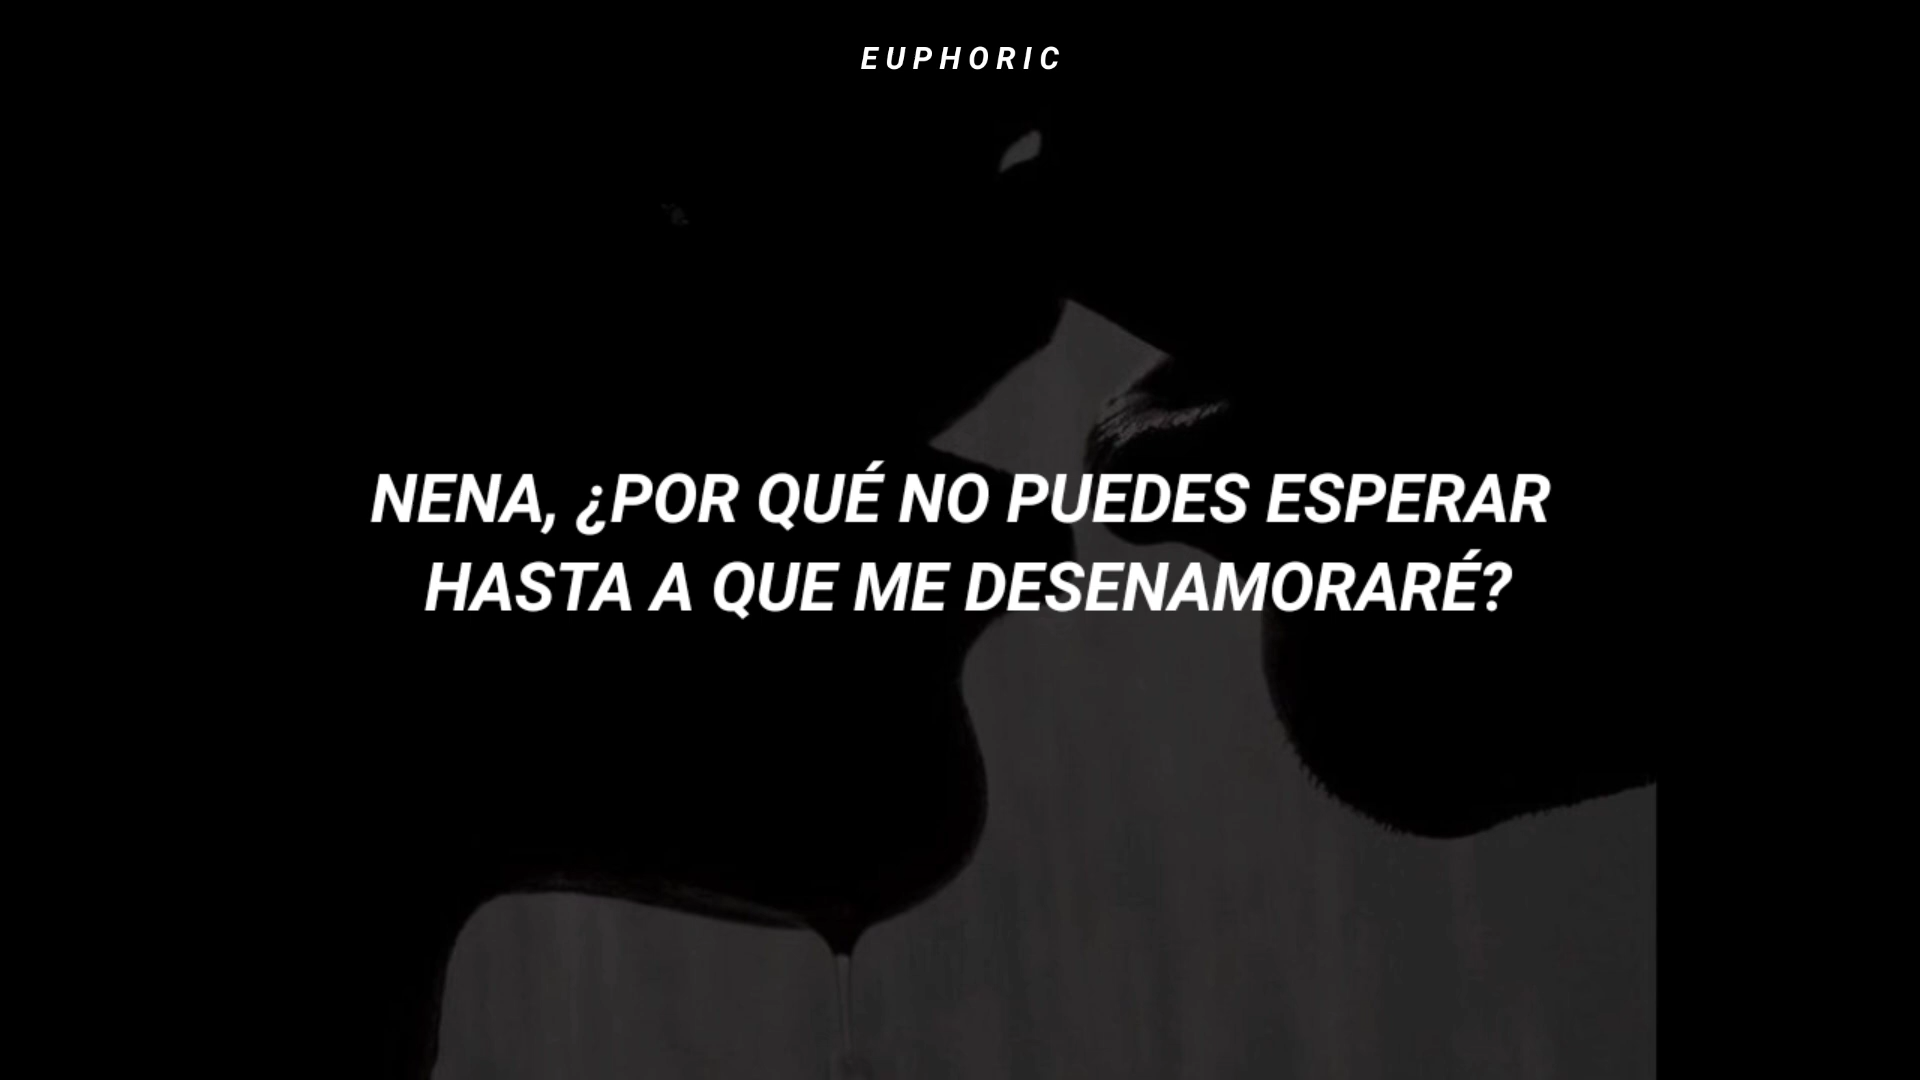 EUPHORIC
NENA, ¿POR QUÉ NO PUEDES ESPERAR
HASTA A QUE ME DESENAMORARÉ?